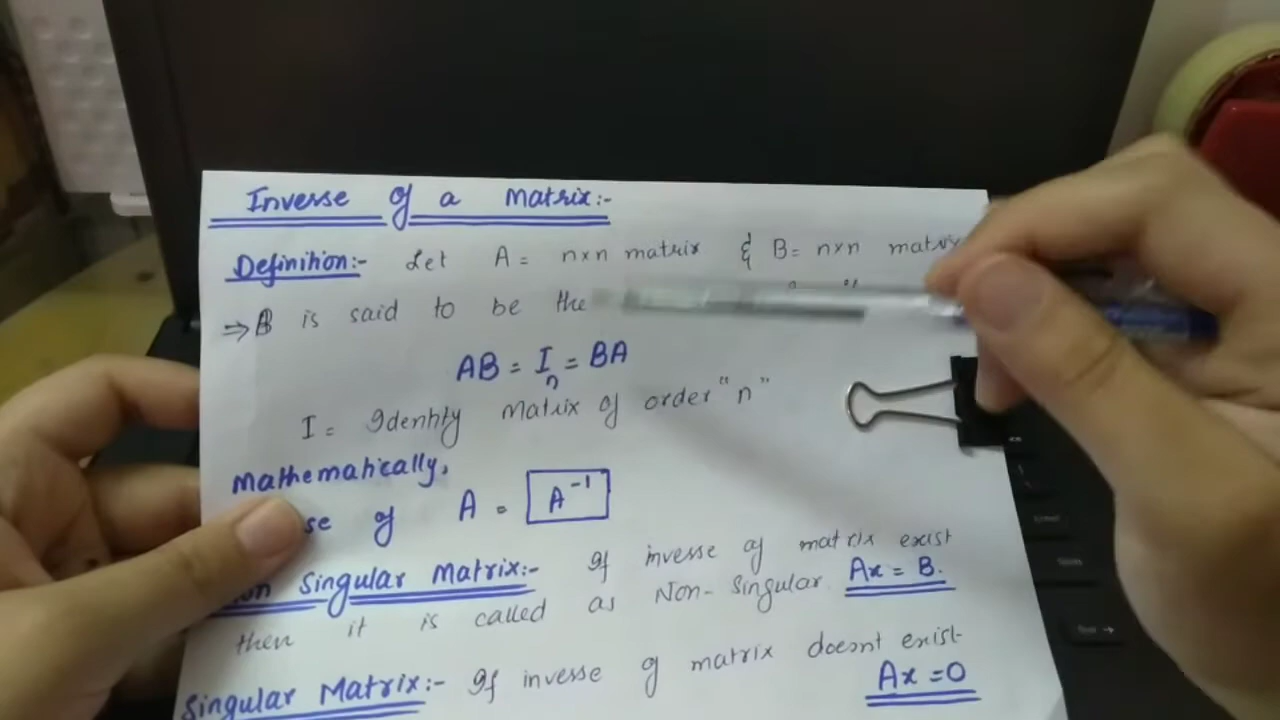 Inverse of a Matrix:-
Definition:- Let A = n×n matrix & B= n×n
⇒ B is said to be the
AB = In = BA
I = Identity Matrix of order "n"
Mathematically,
of A = A⁻¹
Singular Matrix:- If inverse of matrix exist
then it is called as Non-Singular. Ax = B.
Singular Matrix:- If inverse of matrix doesnt exist
Ax =0